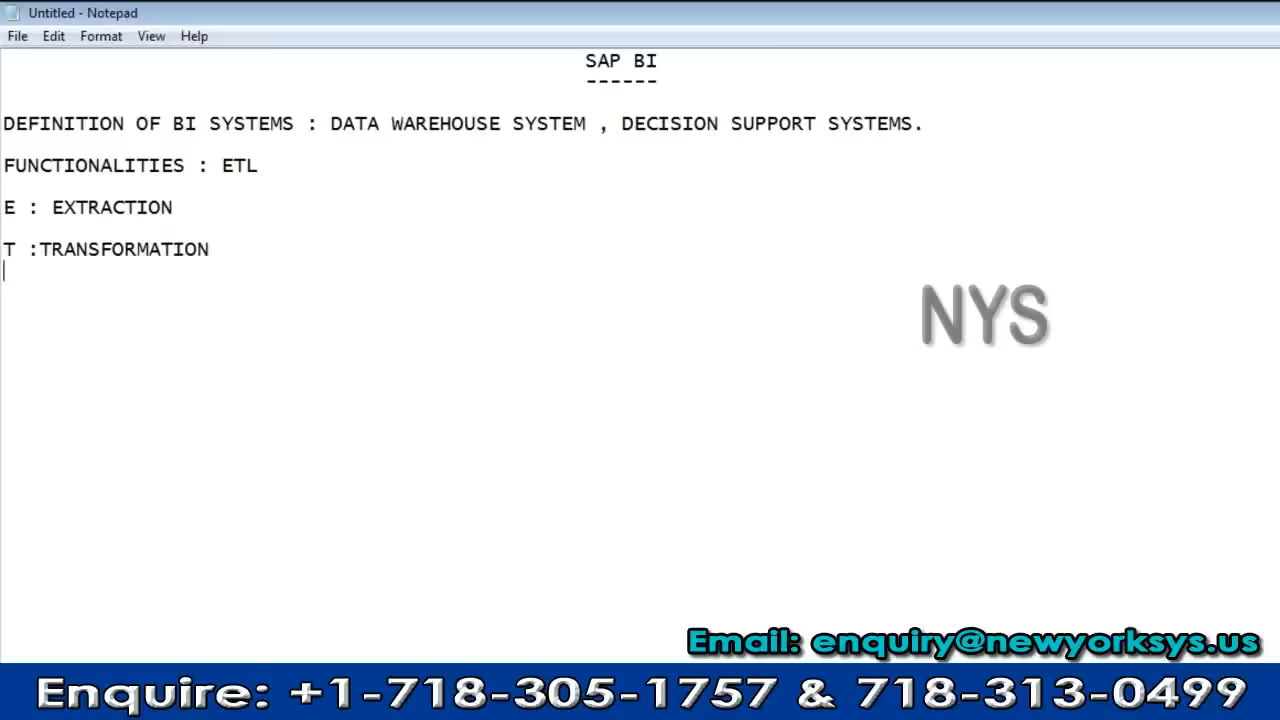 Untitled - Notepad
File Edit Format View Help
SAP BI
------
DEFINITION OF BI SYSTEMS : DATA WAREHOUSE SYSTEM , DECISION SUPPORT SYSTEMS.
FUNCTIONALITIES : ETL
E : EXTRACTION
T :TRANSFORMATION
NYS
Email: enquiry@newyorksys.us
Enquire: +1-718-305-1757 & 718-313-0499